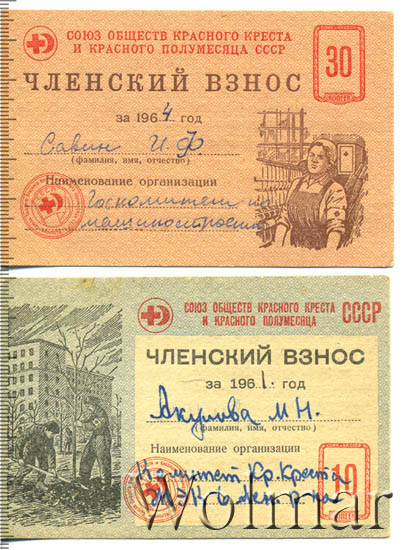 СОЮЗ ОБЩЕСТВ КРАСНОГО КРЕСТА
И КРАСНОГО ПОЛУМЕСЯЦА СССР
ЧЛЕНСКИЙ ВЗНОС
за 1964 год
Савин И.Ф
(фамилия, имя, отчество)
Наименование организации
Госкомитет по
машиностроению
30
КОПЕЕК
СОЮЗ ОБЩЕСТВ КРАСНОГО КРЕСТА
И КРАСНОГО ПОЛУМЕСЯЦА
СССР
ЧЛЕНСКИЙ ВЗНОС
за 1961. год
Акулова М.Н.
(фамилия, имя, отчество)
Наименование организации
Комитет Кр. Креста
10
Wolmar